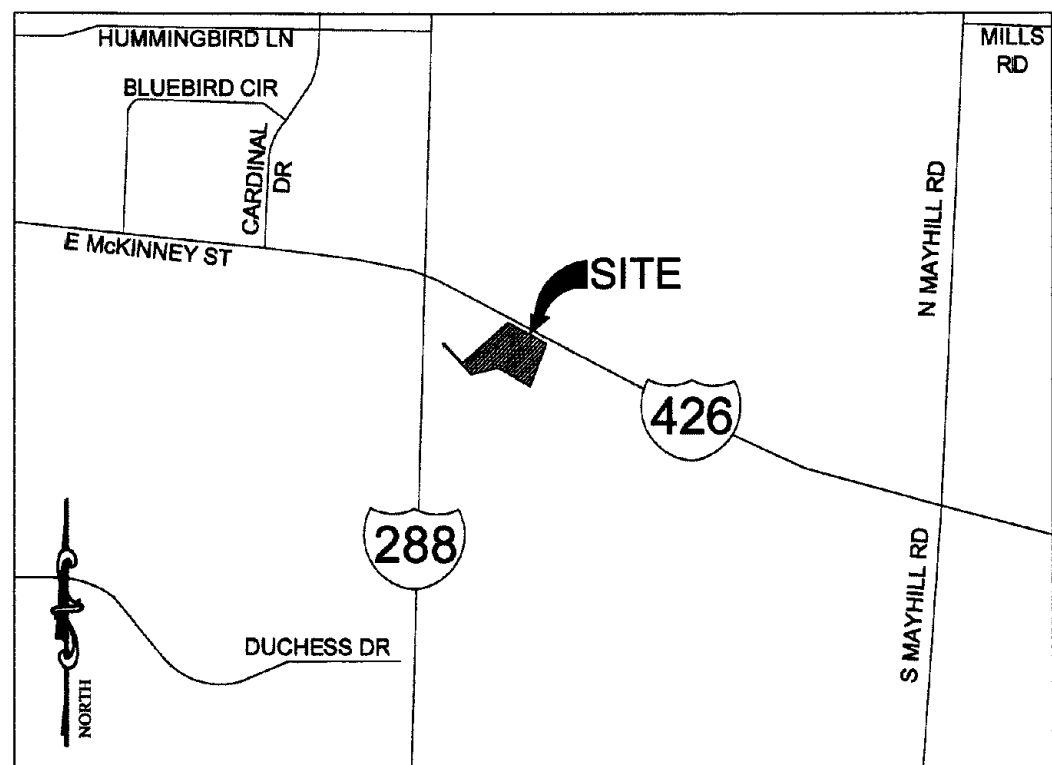 HUMMINGBIRD LN
MILLS
RD
BLUEBIRD CIR
CARDINAL
DR
N MAYHILL RD
E McKINNEY ST
SITE
426
288
S MAYHILL RD
DUCHESS DR
NORTH